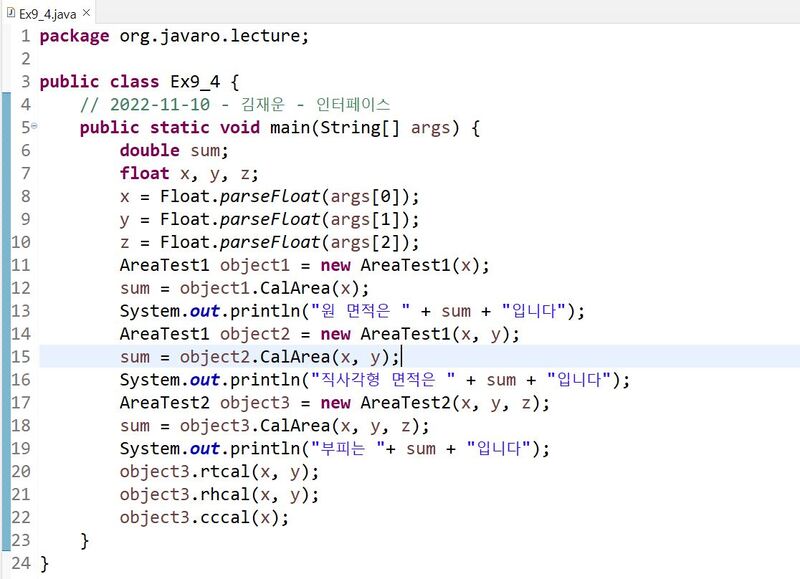 Ex9_4.java
1 package org.javaro.lecture;
2
3 public class Ex9_4 {
4     // 2022-11-10 - 김재운 - 인터페이스
5     public static void main(String[] args) {
6         double sum;
7         float x, y, z;
8         x = Float.parseFloat(args[0]);
9         y = Float.parseFloat(args[1]);
10         z = Float.parseFloat(args[2]);
11         AreaTest1 object1 = new AreaTest1(x);
12         sum = object1.CalArea(x);
13         System.out.println("원 면적은 " + sum + "입니다");
14         AreaTest1 object2 = new AreaTest1(x, y);
15         sum = object2.CalArea(x, y);
16         System.out.println("직사각형 면적은 " + sum + "입니다");
17         AreaTest2 object3 = new AreaTest2(x, y, z);
18         sum = object3.CalArea(x, y, z);
19         System.out.println("부피는 "+ sum + "입니다");
20         object3.rtcal(x, y);
21         object3.rhcal(x, y);
22         object3.cccal(x);
23     }
24 }